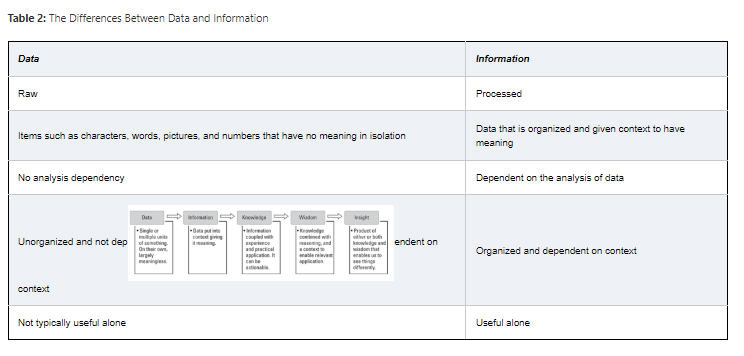 Table 2: The Differences Between Data and Information
Data
Information
Raw
Processed
Items such as characters, words, pictures, and numbers that have no meaning in isolation
Data that is organized and given context to have
meaning
No analysis dependency
Dependent on the analysis of data
Unorganized and not dep
Data
Information
Knowledge
Wisdom
Insight
• Single or
multiple units
of something.
On their own,
largely
meaningless.
• Data put into
context giving
it meaning.
• Information
coupled with
experience
and practical
application. It
can be
actionable.
• Knowledge
combined with
reasoning, and
a context to
enable relevant
application.
• Product of
either or both
knowledge and
wisdom that
enables us to
see things
differently.
endent on
context
Organized and dependent on context
Not typically useful alone
Useful alone